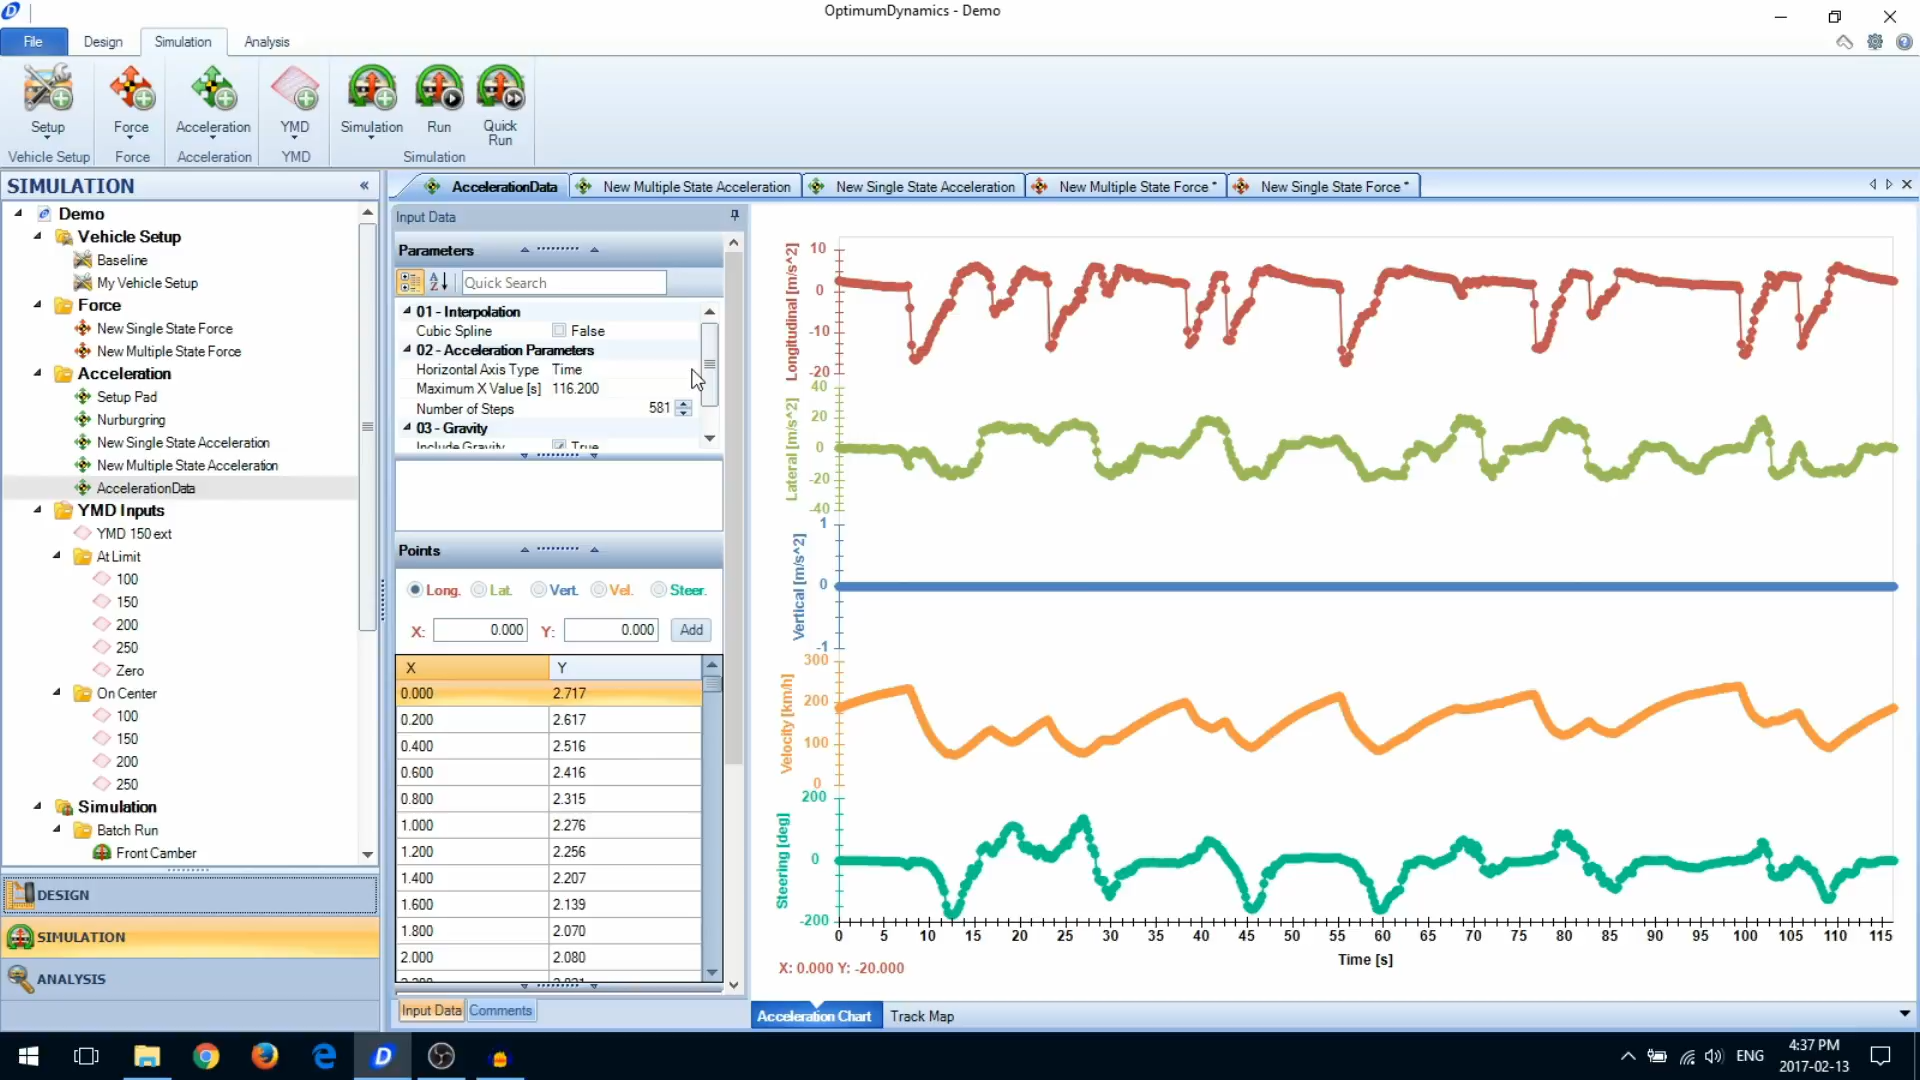 OptimumDynamics - Demo
File
Design
Simulation
Analysis
Setup
Force
Acceleration
YMD
Simulation
Run
Quick
Run
Vehicle Setup
Force
Acceleration
YMD
Simulation
SIMULATION
Demo
Vehicle Setup
Baseline
My Vehicle Setup
Force
New Single State Force
New Multiple State Force
Acceleration
Setup Pad
Nurburgring
New Single State Acceleration
New Multiple State Acceleration
AccelerationData
YMD Inputs
YMD 150 ext
At Limit
100
150
200
250
Zero
On Center
100
150
200
250
Simulation
Batch Run
Front Camber
DESIGN
SIMULATION
ANALYSIS
AccelerationData
New Multiple State Acceleration
New Single State Acceleration
New Multiple State Force *
New Single State Force *
Input Data
Parameters
Quick Search
01 - Interpolation
Cubic Spline False
02 - Acceleration Parameters
Horizontal Axis Type Time
Maximum X Value [s] 116.200
Number of Steps 581
03 - Gravity
Include Gravity True
Points
Long. Lat. Vert. Vel. Steer.
X: 0.000 Y: 0.000 Add
X Y
0.000 2.717
0.200 2.617
0.400 2.516
0.600 2.416
0.800 2.315
1.000 2.276
1.200 2.256
1.400 2.207
1.600 2.139
1.800 2.070
2.000 2.080
Input Data
Comments
Longitudinal [m/s^2]
10
0
-10
-20
Lateral [m/s^2]
40
20
0
-20
-40
Vertical [m/s^2]
1
0
-1
Velocity [km/h]
300
200
100
0
Steering [deg]
200
0
-200
0 5 10 15 20 25 30 35 40 45 50 55 60 65 70 75 80 85 90 95 100 105 110 115
Time [s]
X: 0.000 Y: -20.000
Acceleration Chart
Track Map
ENG
4:37 PM
2017-02-13